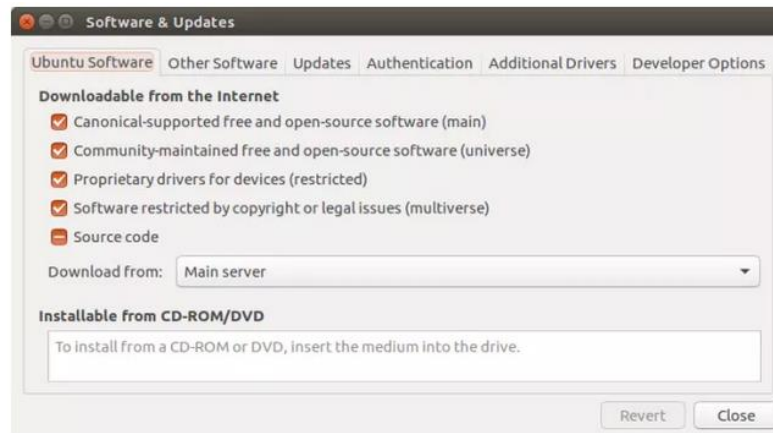 Software & Updates
Ubuntu Software Other Software Updates Authentication Additional Drivers Developer Options
Downloadable from the Internet
Canonical-supported free and open-source software (main)
Community-maintained free and open-source software (universe)
Proprietary drivers for devices (restricted)
Software restricted by copyright or legal issues (multiverse)
Source code
Download from: Main server
Installable from CD-ROM/DVD
To install from a CD-ROM or DVD, insert the medium into the drive.
Revert Close